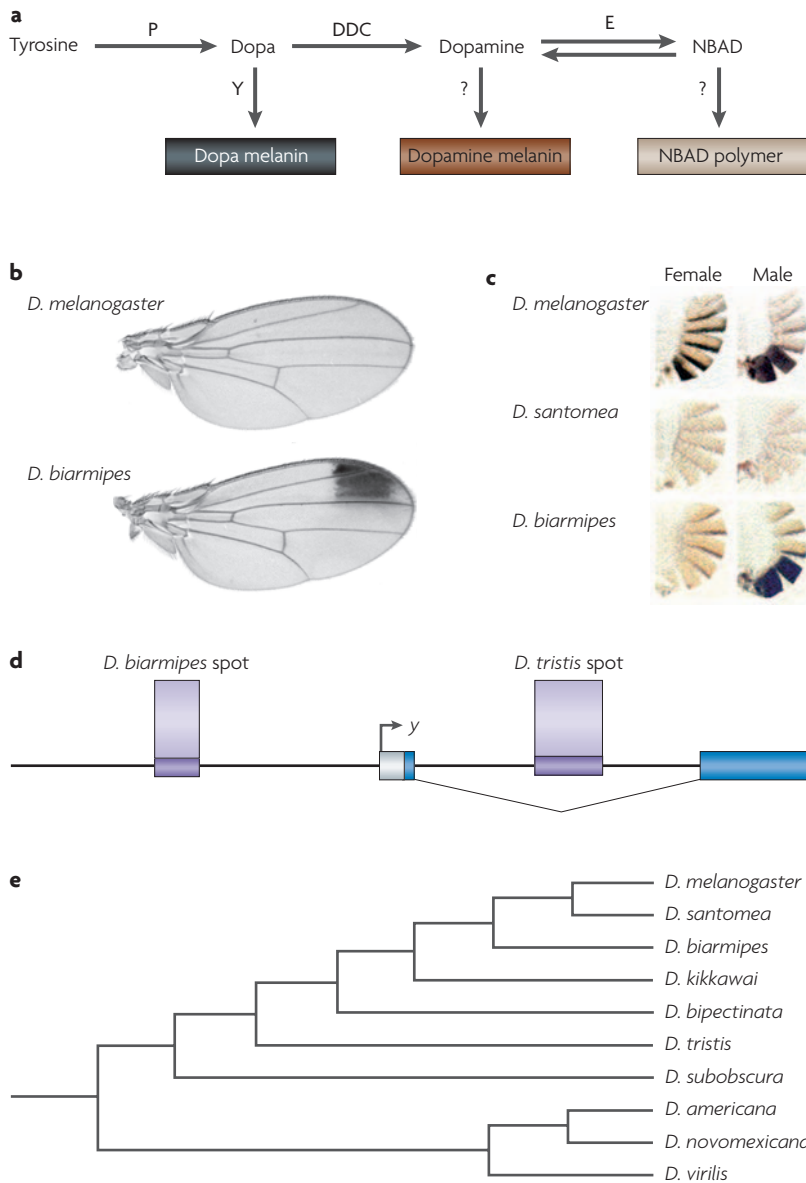 a
P DDC E
Tyrosine Dopa Dopamine NBAD
Y ? ?
Dopa melanin Dopamine melanin NBAD polymer
b
D. melanogaster
D. biarmipes
c
Female Male
D. melanogaster
D. santomea
D. biarmipes
d
D. biarmipes spot D. tristis spot
y
e
D. melanogaster
D. santomea
D. biarmipes
D. kikkawai
D. bipectinata
D. tristis
D. subobscura
D. americana
D. novomexicana
D. virilis